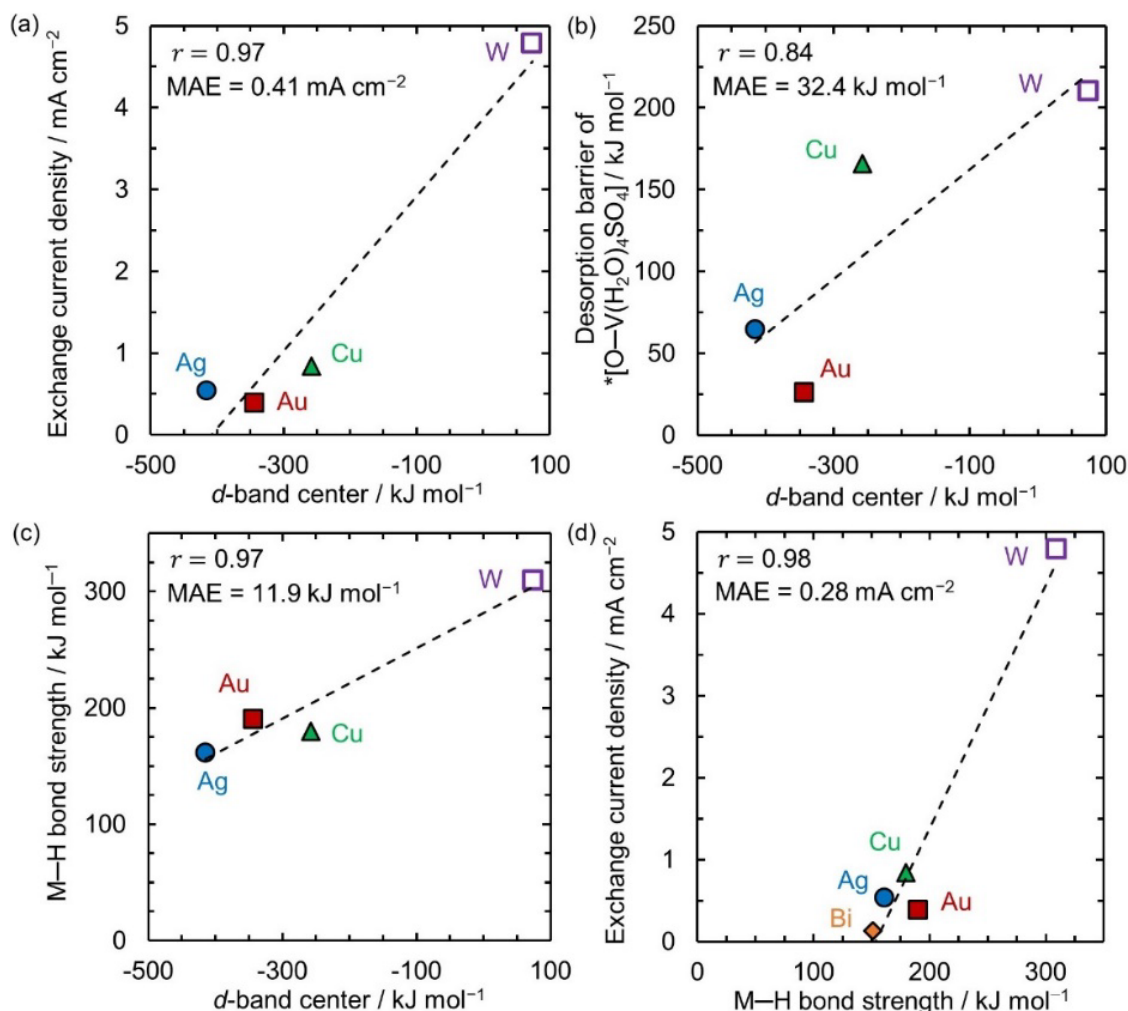 (a)
r = 0.97
MAE = 0.41 mA cm⁻²
W
Ag
Au
Cu
5
4
3
2
1
0
-500
-300
-100
100
Exchange current density / mA cm⁻²
d-band center / kJ mol⁻¹
(b)
r = 0.84
MAE = 32.4 kJ mol⁻¹
W
Cu
Ag
Au
250
200
150
100
50
0
-500
-300
-100
100
Desorption barrier of
*[O—V(H₂O)₄SO₄] / kJ mol⁻¹
d-band center / kJ mol⁻¹
(c)
r = 0.97
MAE = 11.9 kJ mol⁻¹
W
Au
Cu
Ag
300
200
100
0
-500
-300
-100
100
M—H bond strength / kJ mol⁻¹
d-band center / kJ mol⁻¹
(d)
r = 0.98
MAE = 0.28 mA cm⁻²
W
Cu
Ag
Au
Bi
5
4
3
2
1
0
0
100
200
300
Exchange current density / mA cm⁻²
M—H bond strength / kJ mol⁻¹